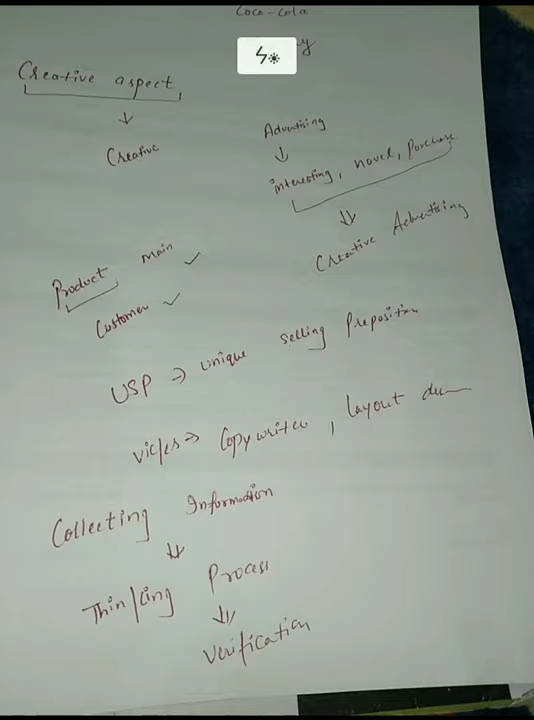 Coca-Cola
Creative aspect
↓
Creative
Advertising
↓
interesting, novel, Purchase
⇓
Creative Advertising
Product main ✓
Customer ✓
USP ⇒ unique selling Preposition
⇒ Copywriter, layout
Collecting Information
⇓
Thinking Process
⇓
Verification